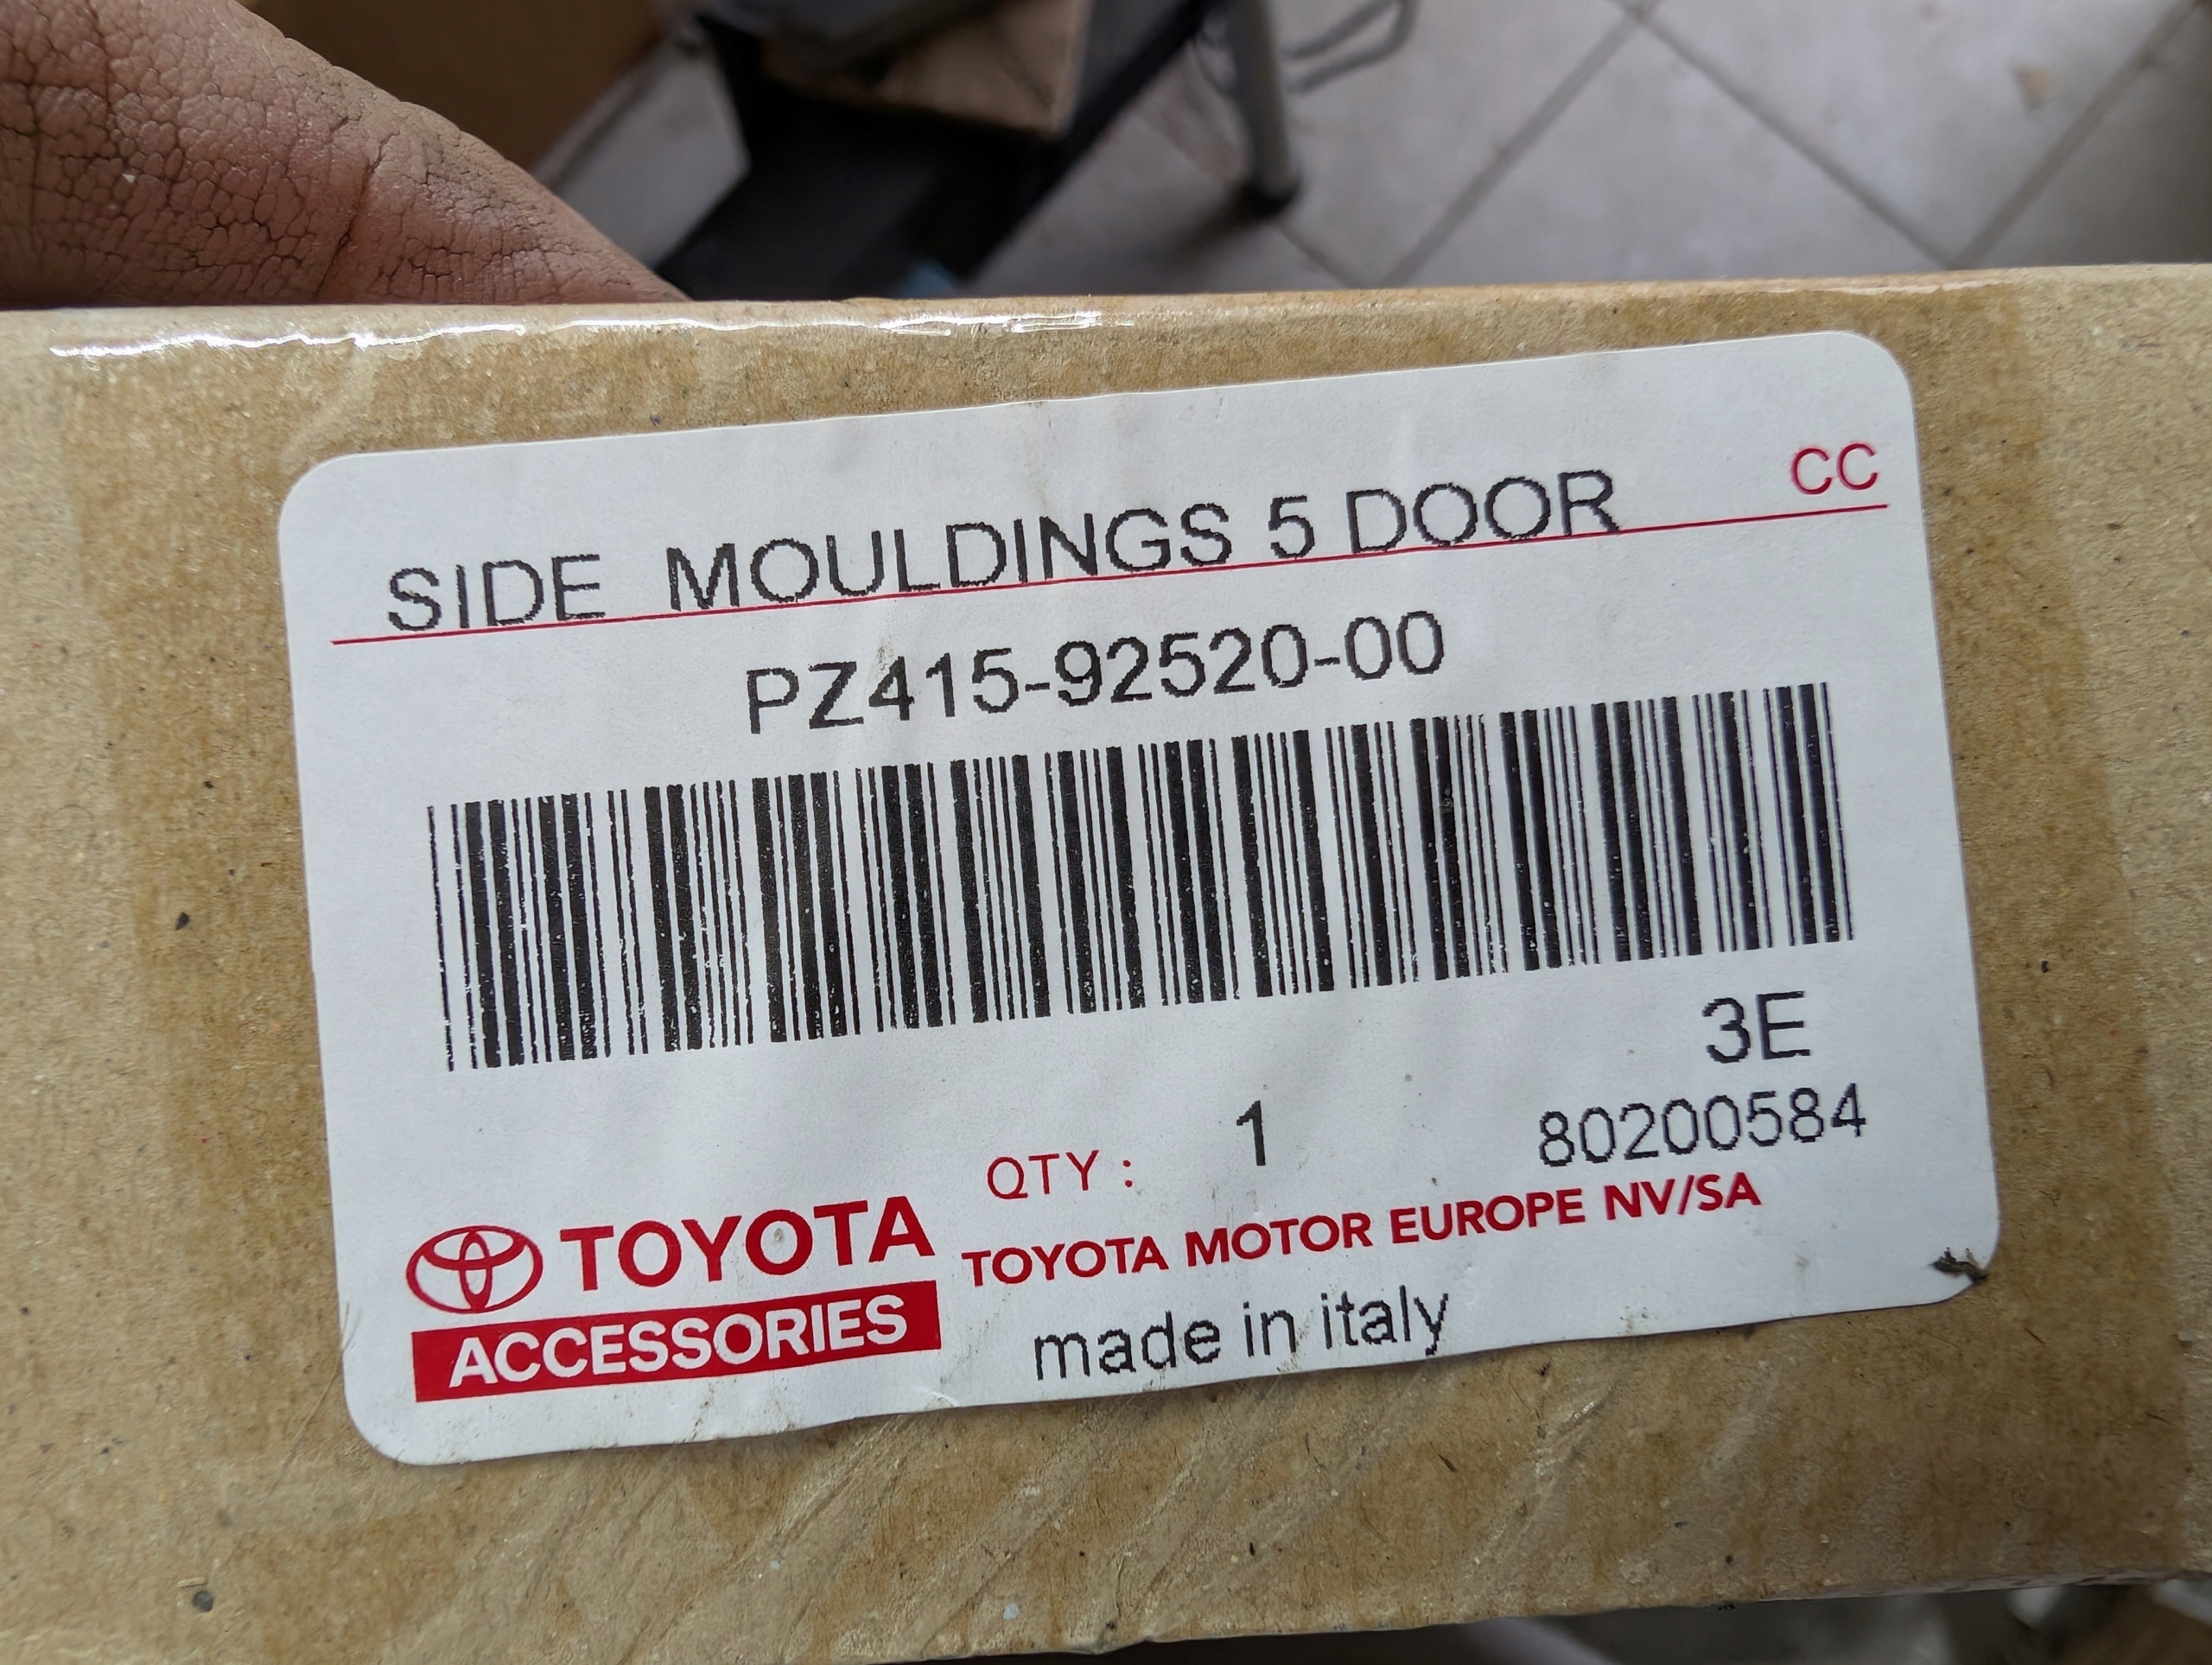 CC
SIDE MOULDINGS 5 DOOR
PZ415-92520-00
3E
QTY : 1 80200584
TOYOTA
ACCESSORIES
TOYOTA MOTOR EUROPE NV/SA
made in italy